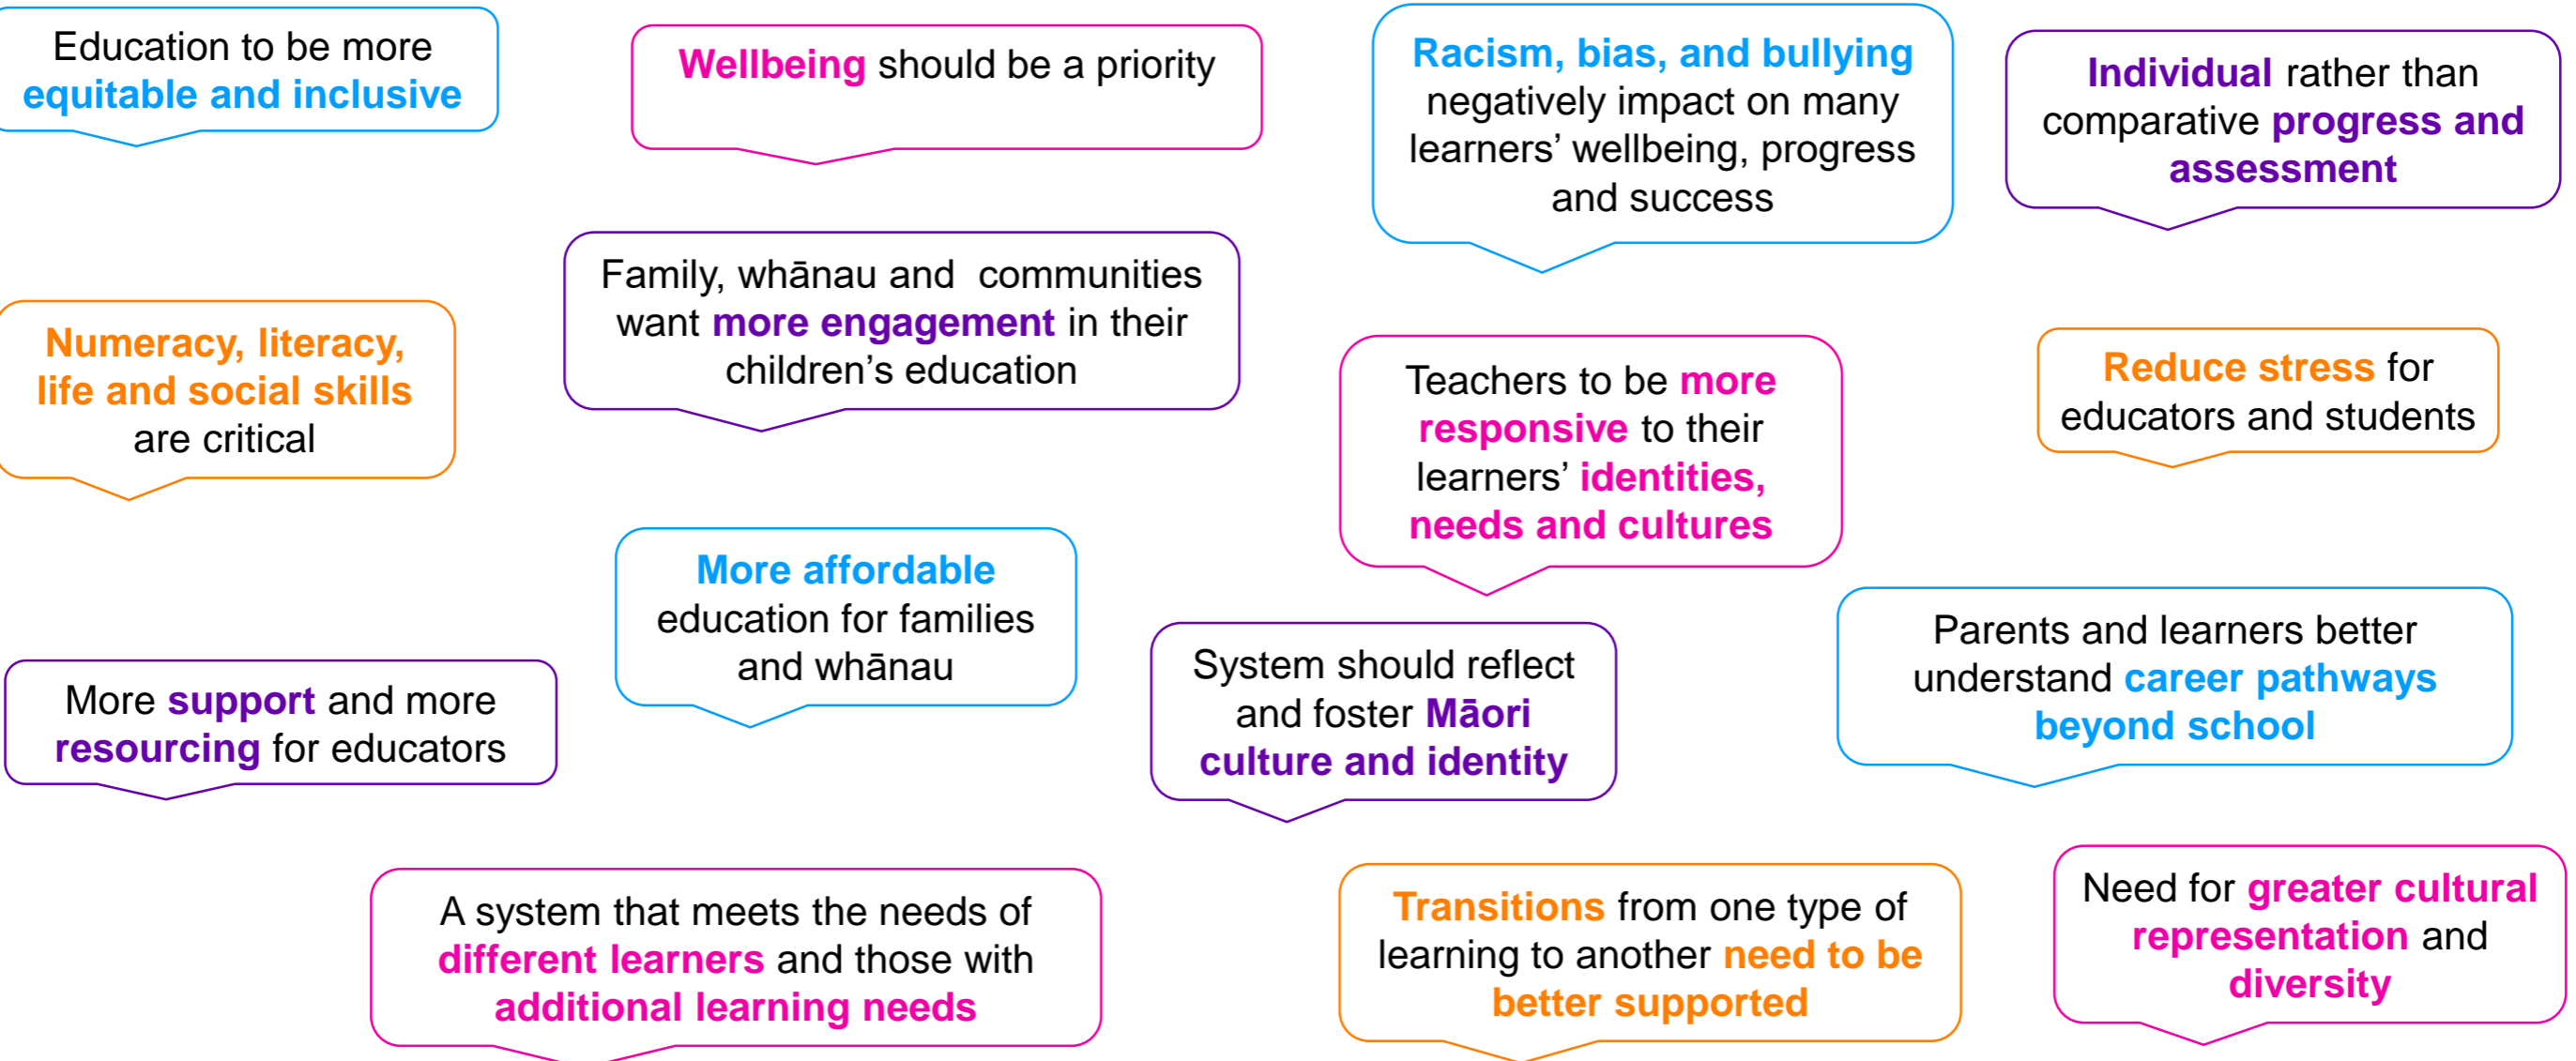 Education to be more
equitable and inclusive
Wellbeing should be a priority
Racism, bias, and bullying
negatively impact on many
learners’ wellbeing, progress
and success
Individual rather than
comparative progress and
assessment
Numeracy, literacy,
life and social skills
are critical
Family, whānau and  communities
want more engagement in their
children’s education
Teachers to be more
responsive to their
learners’ identities,
needs and cultures
Reduce stress for
educators and students
More support and more
resourcing for educators
More affordable
education for families
and whānau
System should reflect
and foster Māori
culture and identity
Parents and learners better
understand career pathways
beyond school
A system that meets the needs of
different learners and those with
additional learning needs
Transitions from one type of
learning to another need to be
better supported
Need for greater cultural
representation and
diversity